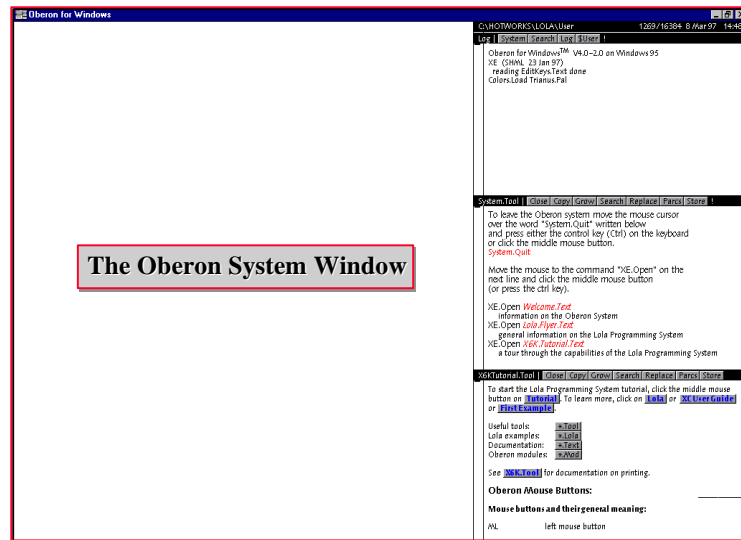 Oberon for Windows
The Oberon System Window
C:\HOTWORKS\LOLA\User 1269/16384 8 Mar 97 14:48
Log | System Search Log $User !
Oberon for Windows™ V4.0-2.0 on Windows 95
XE (SHML 23 Jan 97)
reading EditKeys.Text done
Colors.Load Trianus.Pal
System.Tool | Close Copy Grow Search Replace Parcs Store !
To leave the Oberon system move the mouse cursor
over the word "System.Quit" written below
and press either the control key (Ctrl) on the keyboard
or click the middle mouse button.
System.Quit
Move the mouse to the command "XE.Open" on the
next line and click the middle mouse button
(or press the ctrl key).
XE.Open Welcome.Text
information on the Oberon System
XE.Open Lola.Flyer.Text
general information on the Lola Programming System
XE.Open X6K.Tutorial.Text
a tour through the capabilities of the Lola Programming System
X6KTutorial.Tool | Close Copy Grow Search Replace Parcs Store
To start the Lola Programming System tutorial, click the middle mouse
button on Tutorial. To learn more, click on Lola or XC User Guide
or First Example.
Useful tools: *.Tool
Lola examples: *.Lola
Documentation: *.Text
Oberon modules: *.Mod
See X6K.Tool for documentation on printing.
Oberon Mouse Buttons:
Mouse buttons and their general meaning:
ML left mouse button